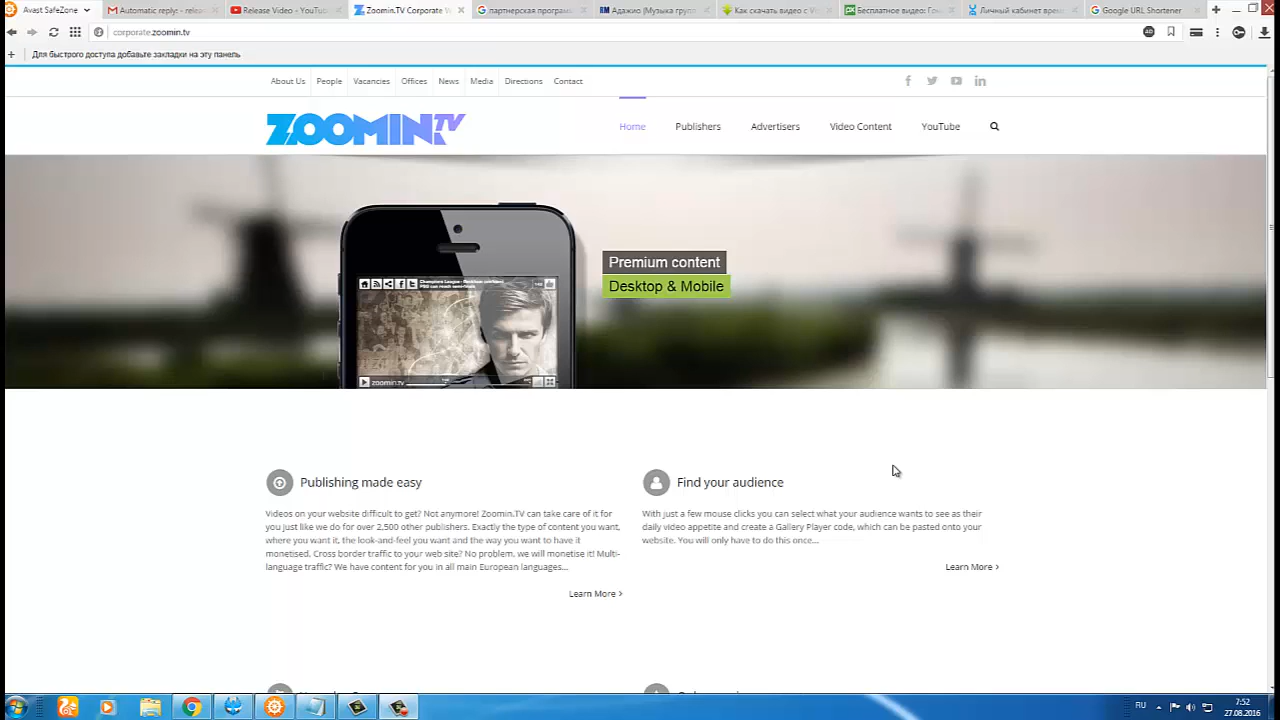 Avast SafeZone
Automatic reply: - releas
Release Video - YouTub
Zoomin.TV Corporate W
партнерская програм
Адажио (Музыка групп
Как скачать видео с
Бесплатное видео: Гон
Личный кабинет време
Google URL Shortener
corporate.zoomin.tv
Для быстрого доступа добавьте закладки на эту панель
About Us
People
Vacancies
Offices
News
Media
Directions
Contact
ZOOMIN.TV
Home
Publishers
Advertisers
Video Content
YouTube
Premium content
Desktop & Mobile
zoomin.tv
Publishing made easy
Videos on your website difficult to get? Not anymore! Zoomin.TV can take care of it for
you just like we do for over 2,500 other publishers. Exactly the type of content you want,
where you want it, the look-and-feel you want and the way you want to have it
monetised. Cross border traffic to your web site? No problem, we will monetise it! Multi-
language traffic? We have content for you in all main European languages...
Learn More
Find your audience
With just a few mouse clicks you can select what your audience wants to see as their
daily video appetite and create a Gallery Player code, which can be pasted onto your
website. You will only have to do this once...
Learn More
RU
7:52
27.08.2016